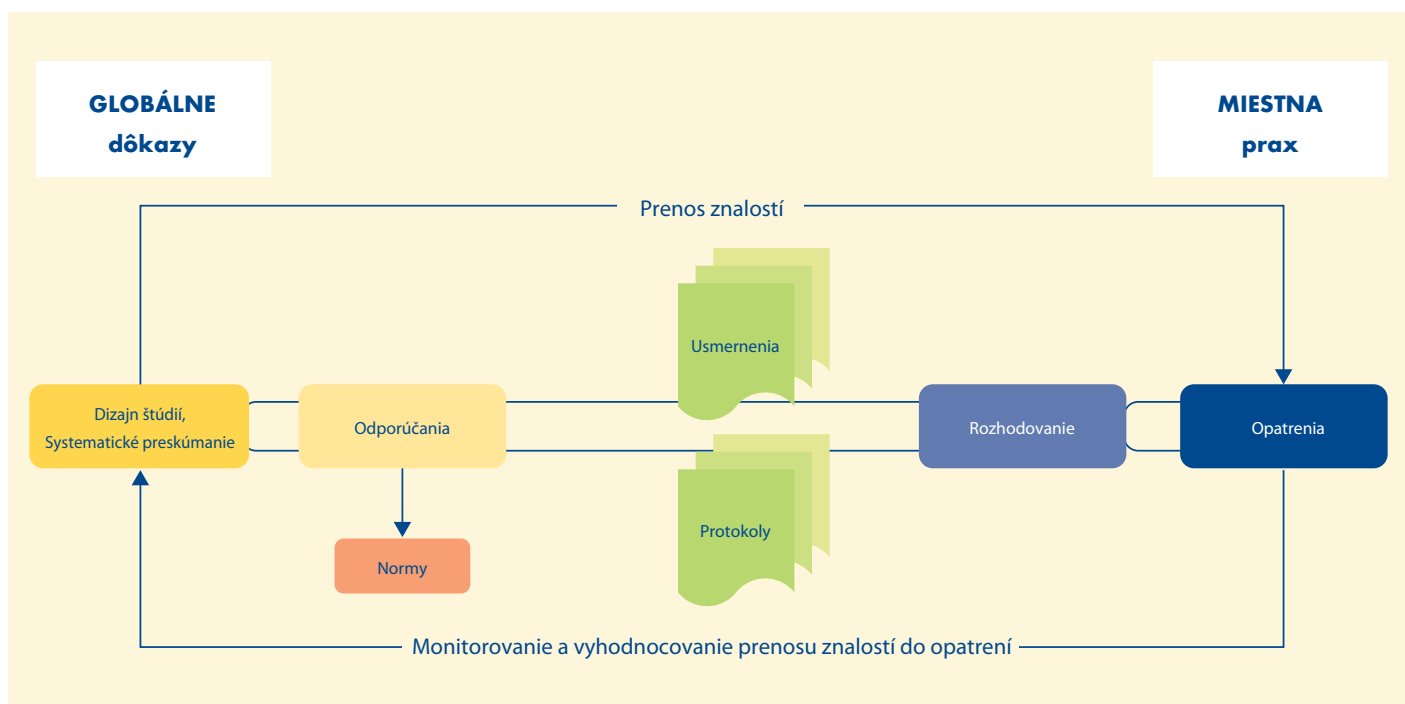 GLOBÁLNE
dôkazy
MIESTNA
prax
Prenos znalostí
Usmernenia
Dizajn štúdií,
Systematické preskúmanie
Odporúčania
Rozhodovanie
Opatrenia
Protokoly
Normy
Monitorovanie a vyhodnocovanie prenosu znalostí do opatrení